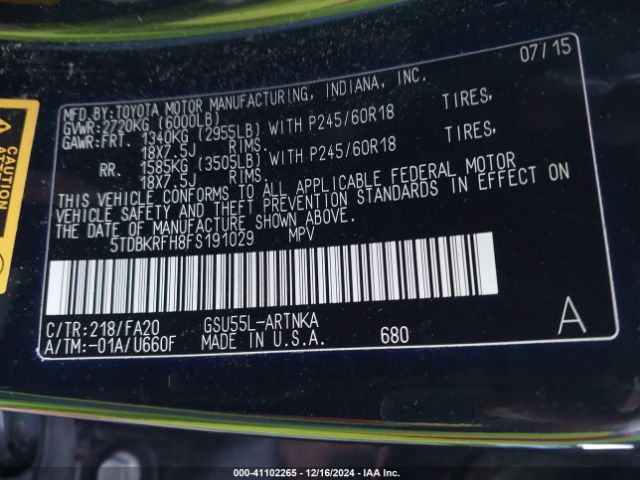 07/15
MFD.BY:TOYOTA MOTOR MANUFACTURING, INDIANA, INC.
GVWR:2720KG (6000LB)
GAWR:FRT. 1340KG (2955LB) WITH P245/60R18 TIRES,
18X7.5J RIMS.
RR. 1585KG (3505LB) WITH P245/60R18 TIRES,
18X7.5J RIMS.
THIS VEHICLE CONFORMS TO ALL APPLICABLE FEDERAL MOTOR
VEHICLE SAFETY AND THEFT PREVENTION STANDARDS IN EFFECT ON
THE DATE OF MANUFACTURE SHOWN ABOVE.
5TDBKRFH8FS191029 MPV
C/TR:218/FA20 GSU55L-ARTNKA
A/TM:-01A/U660F MADE IN U.S.A. 680 A
CAUTION
000-41102265 - 12/16/2024 - IAA Inc.